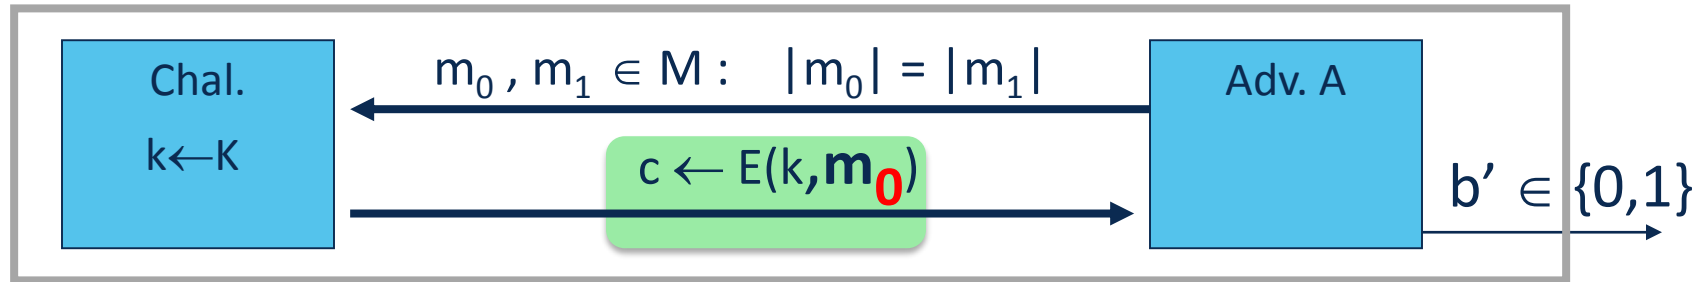 Chal.
k←K
m₀ , m₁ ∈ M : |m₀| = |m₁|
c ← E(k,m₀)
Adv. A
b’ ∈ {0,1}